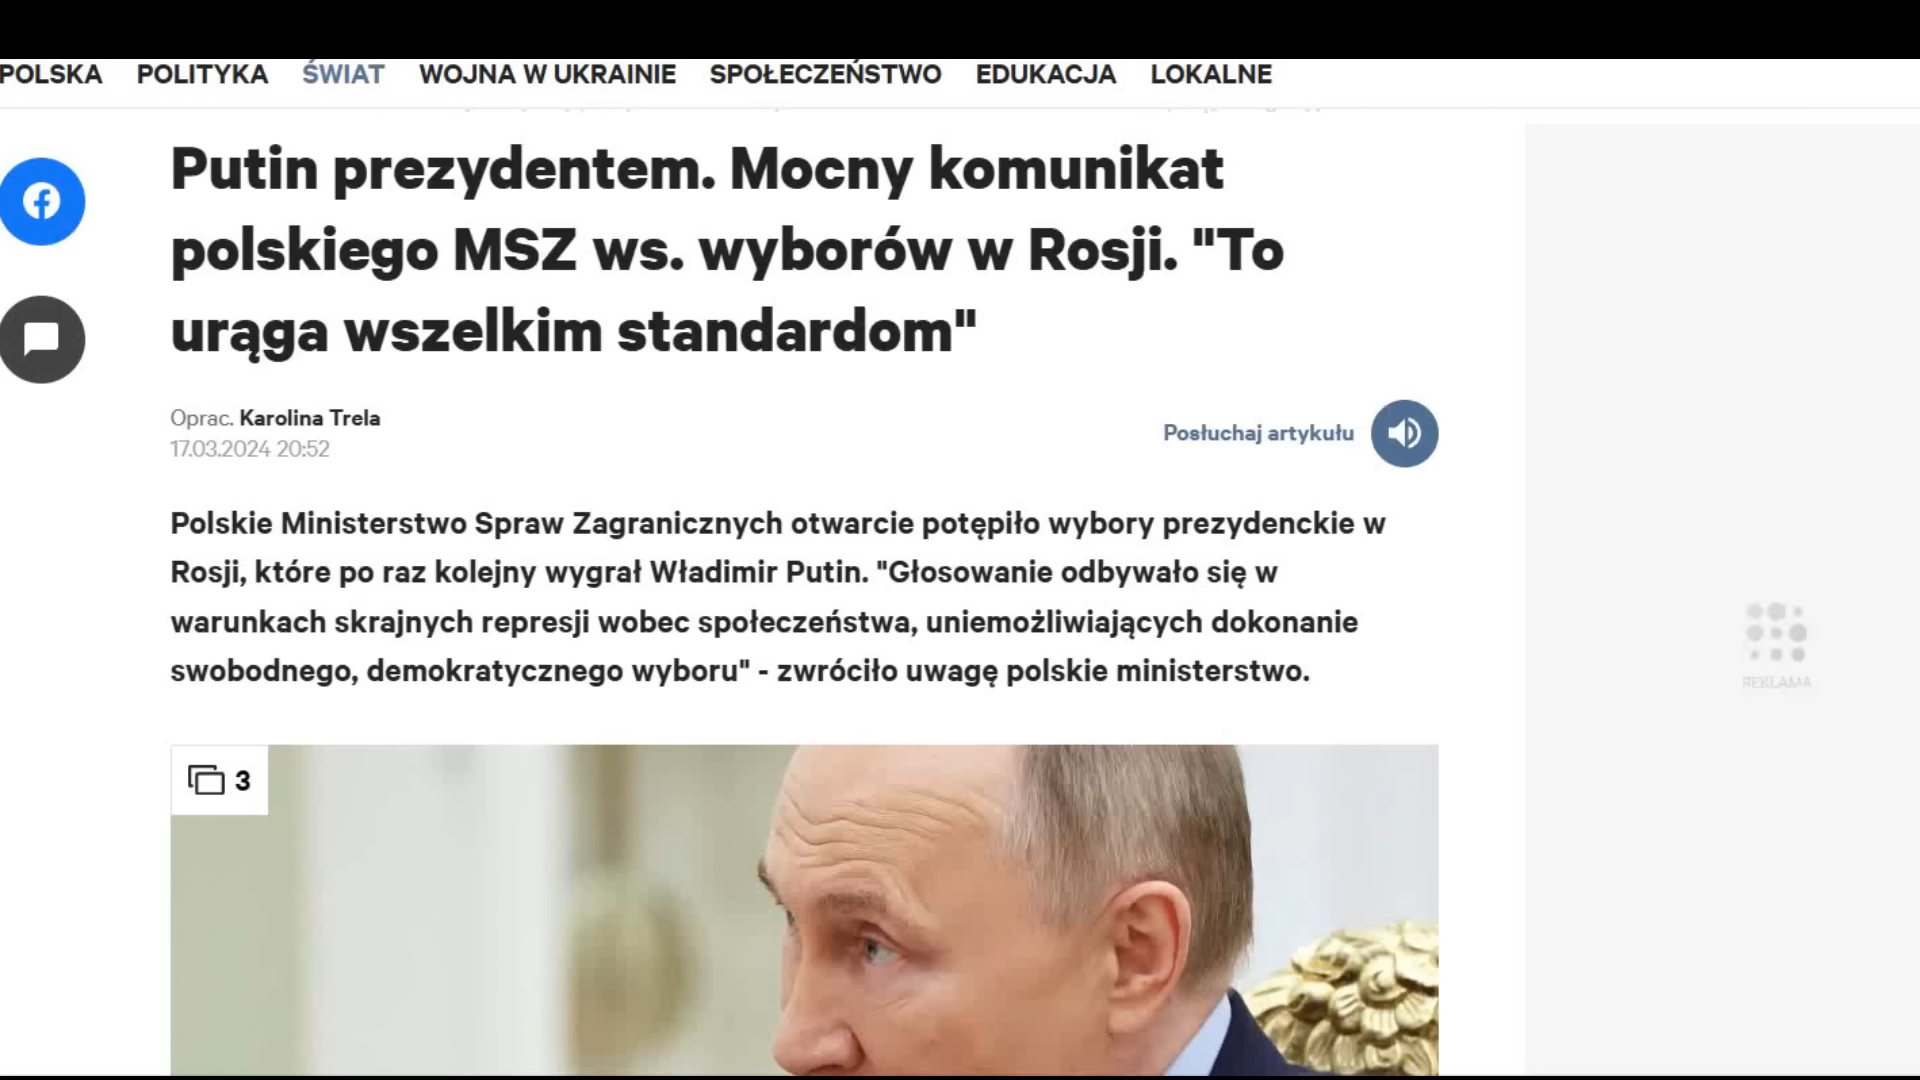 POLSKA POLITYKA ŚWIAT WOJNA W UKRAINIE SPOŁECZEŃSTWO EDUKACJA LOKALNE
Putin prezydentem. Mocny komunikat
polskiego MSZ ws. wyborów w Rosji. "To
urąga wszelkim standardom"
Oprac. Karolina Trela
17.03.2024 20:52
Posłuchaj artykułu
Polskie Ministerstwo Spraw Zagranicznych otwarcie potępiło wybory prezydenckie w
Rosji, które po raz kolejny wygrał Władimir Putin. "Głosowanie odbywało się w
warunkach skrajnych represji wobec społeczeństwa, uniemożliwiających dokonanie
swobodnego, demokratycznego wyboru" - zwróciło uwagę polskie ministerstwo.
3
REKLAMA